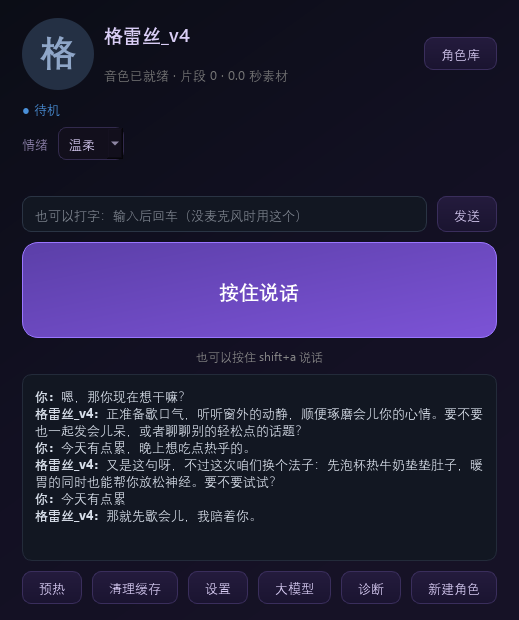 格
格雷丝_v4
音色已就绪 · 片段 0 · 0.0 秒素材
角色库
● 待机
情绪 温柔
也可以打字：输入后回车（没麦克风时用这个）
发送
按住说话
也可以按住 shift+a 说话
你：嗯，那你现在想干嘛？
格雷丝_v4：正准备歇口气，听听窗外的动静，顺便琢磨会儿你的心情。要不要
也一起发会儿呆，或者聊聊别的轻松点的话题？
你：今天有点累，晚上想吃点热乎的。
格雷丝_v4：又是这句呀，不过这次咱们换个法子：先泡杯热牛奶垫垫肚子，暖
胃的同时也能帮你放松神经。要不要试试？
你：今天有点累
格雷丝_v4：那就先歇会儿，我陪着你。
预热 清理缓存 设置 大模型 诊断 新建角色